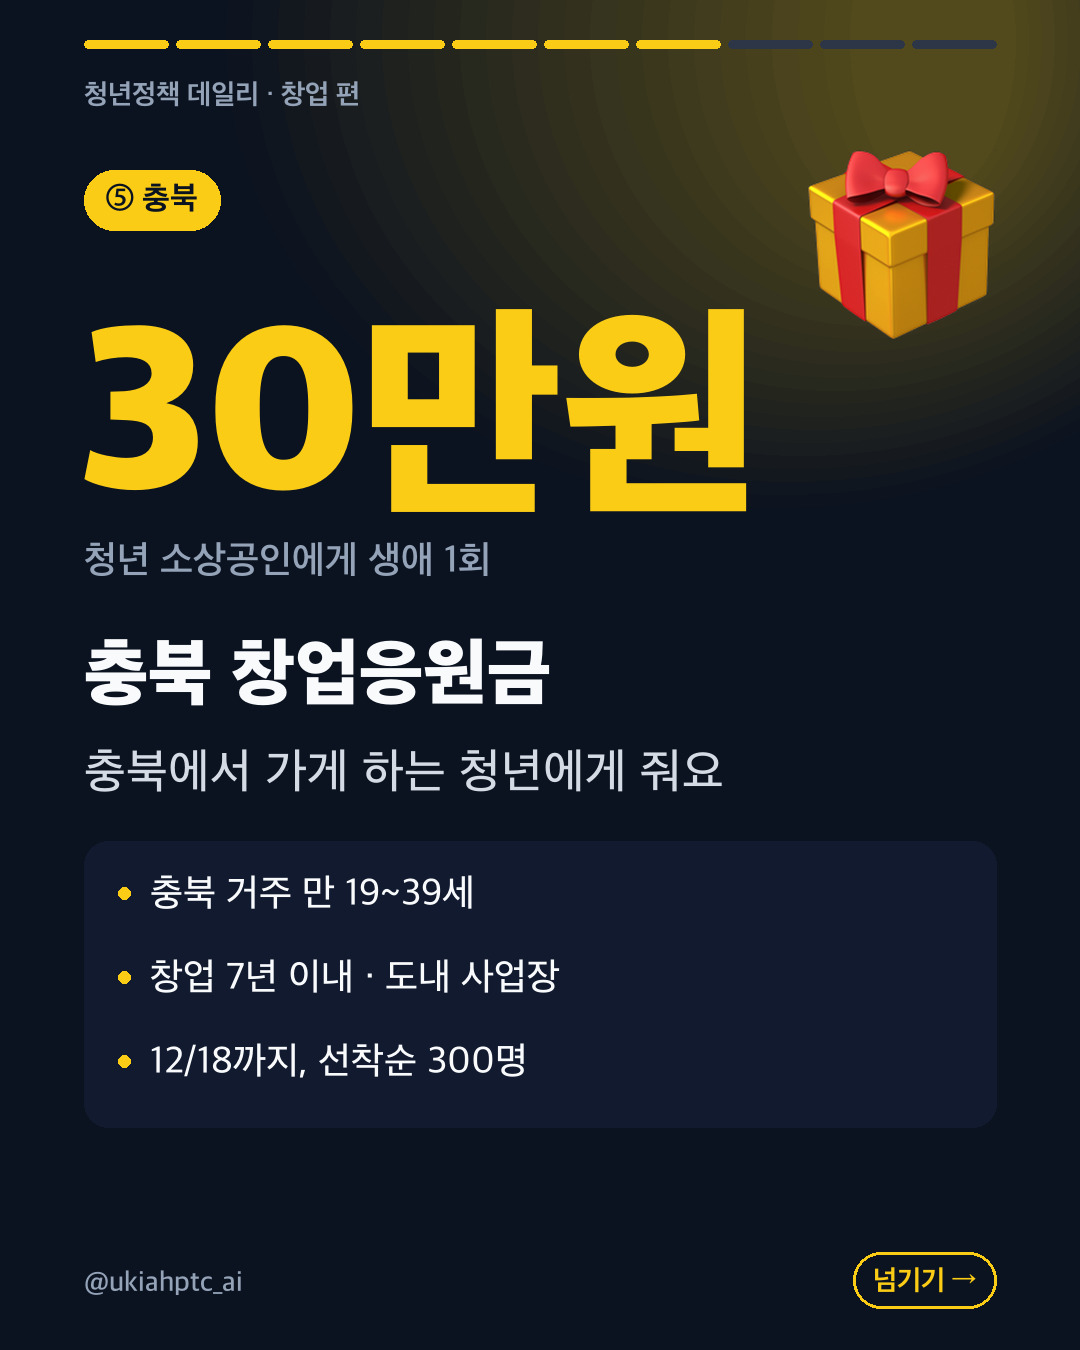 청년정책 데일리 · 창업 편
⑤ 충북
30만원
청년 소상공인에게 생애 1회
충북 창업응원금
충북에서 가게 하는 청년에게 줘요
충북 거주 만 19~39세
창업 7년 이내 · 도내 사업장
12/18까지, 선착순 300명
@ukiahptc_ai
넘기기 →